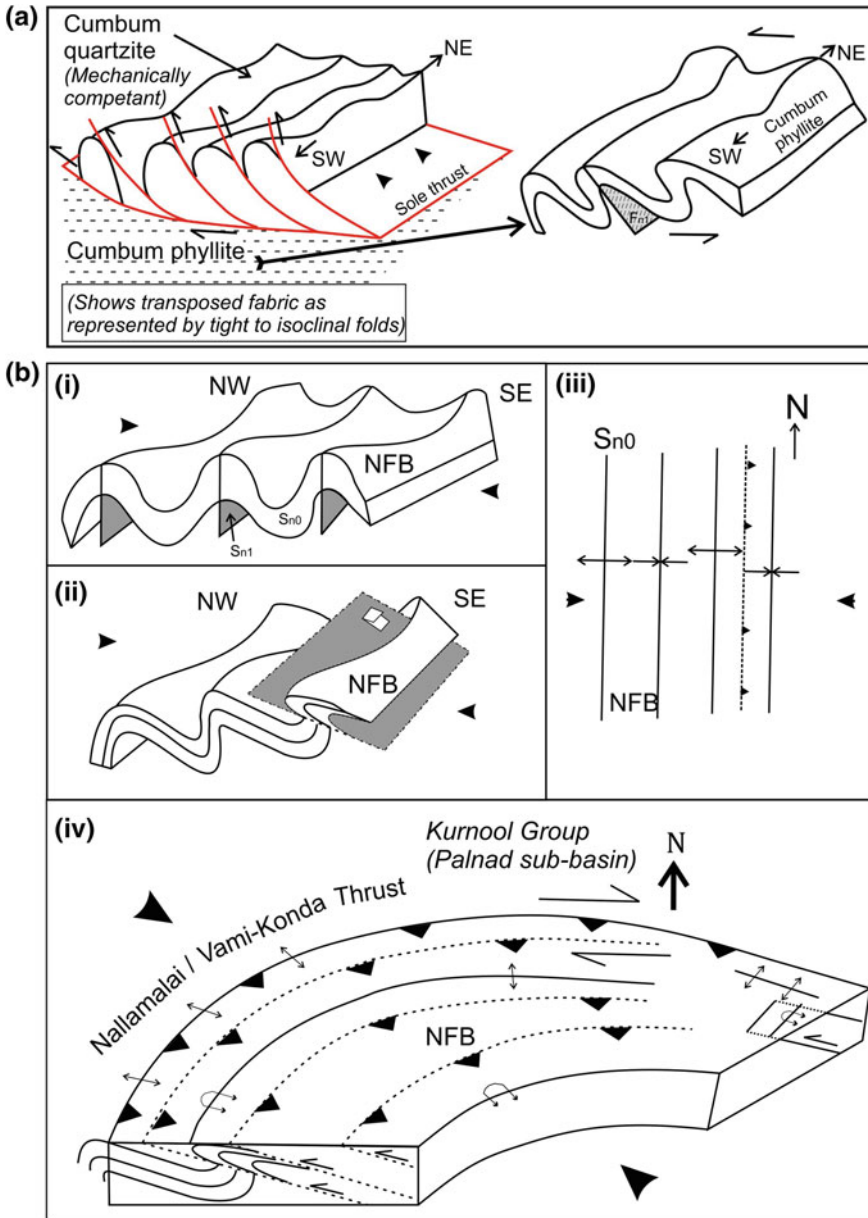 (a)
Cumbum
quartzite
(Mechanically
competant)
NE
SW
Sole thrust
Cumbum phyllite
(Shows transposed fabric as
represented by tight to isoclinal folds)
NE
Cumbum
phyllite
SW
Fn1
(b)
(i)
NW
SE
NFB
Sn0
Sn1
(ii)
NW
SE
NFB
(iii)
N
Sn0
NFB
(iv)
Kurnool Group
(Palnad sub-basin)
N
Nallamalai / Vami-Konda Thrust
NFB